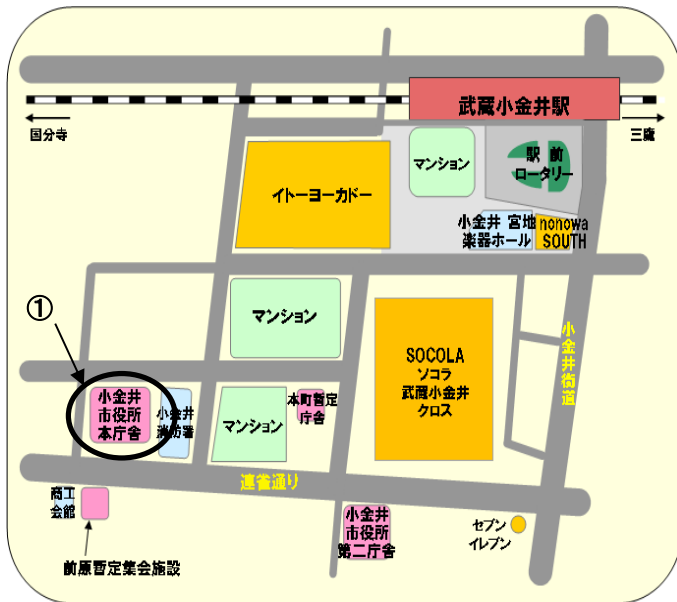 武蔵小金井駅
国分寺
三鷹
マンション
駅 前
ロータリー
イトーヨーカドー
小金井 宮地
楽器ホール
nonowa
SOUTH
マンション
①
SOCOLA
ソコラ
武蔵小金井
クロス
小金井街道
小金井
市役所
本庁舎
小金井
消防署
マンション
本町暫定
庁舎
連雀通り
商工
会館
小金井
市役所
第二庁舎
セブン
イレブン
前原暫定集会施設